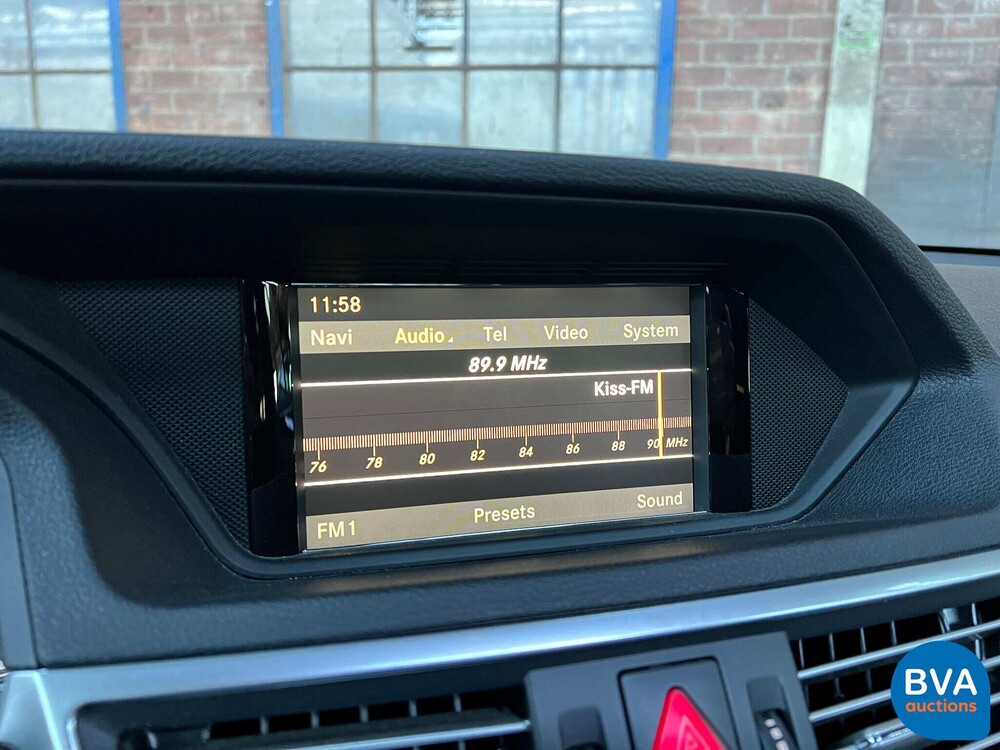 11:58
Navi Audio Tel Video System
89.9 MHz
Kiss-FM
76 78 80 82 84 86 88 90 MHz
FM1 Presets Sound
BVA
auctions